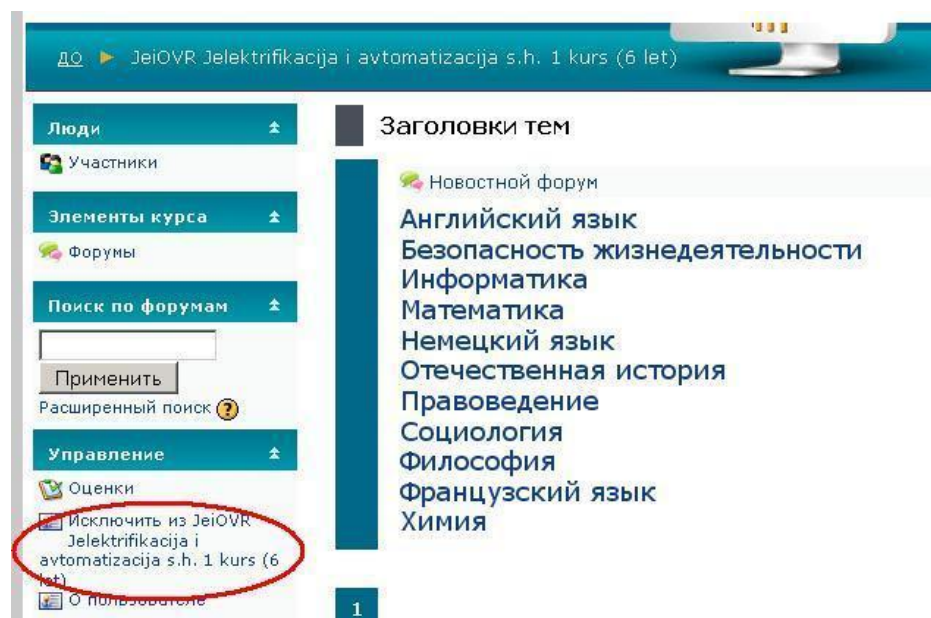 ДО ► JeiOVR Jelektrifikacija i avtomatizacija s.h. 1 kurs (6 let)
Люди
Участники
Элементы курса
Форумы
Поиск по форумам
Применить
Расширенный поиск ?
Управление
Оценки
Исключить из JeiOVR
Jelektrifikacija i
avtomatizacija s.h. 1 kurs (6
let)
О пользователе
Заголовки тем
Новостной форум
Английский язык
Безопасность жизнедеятельности
Информатика
Математика
Немецкий язык
Отечественная история
Правоведение
Социология
Философия
Французский язык
Химия
1